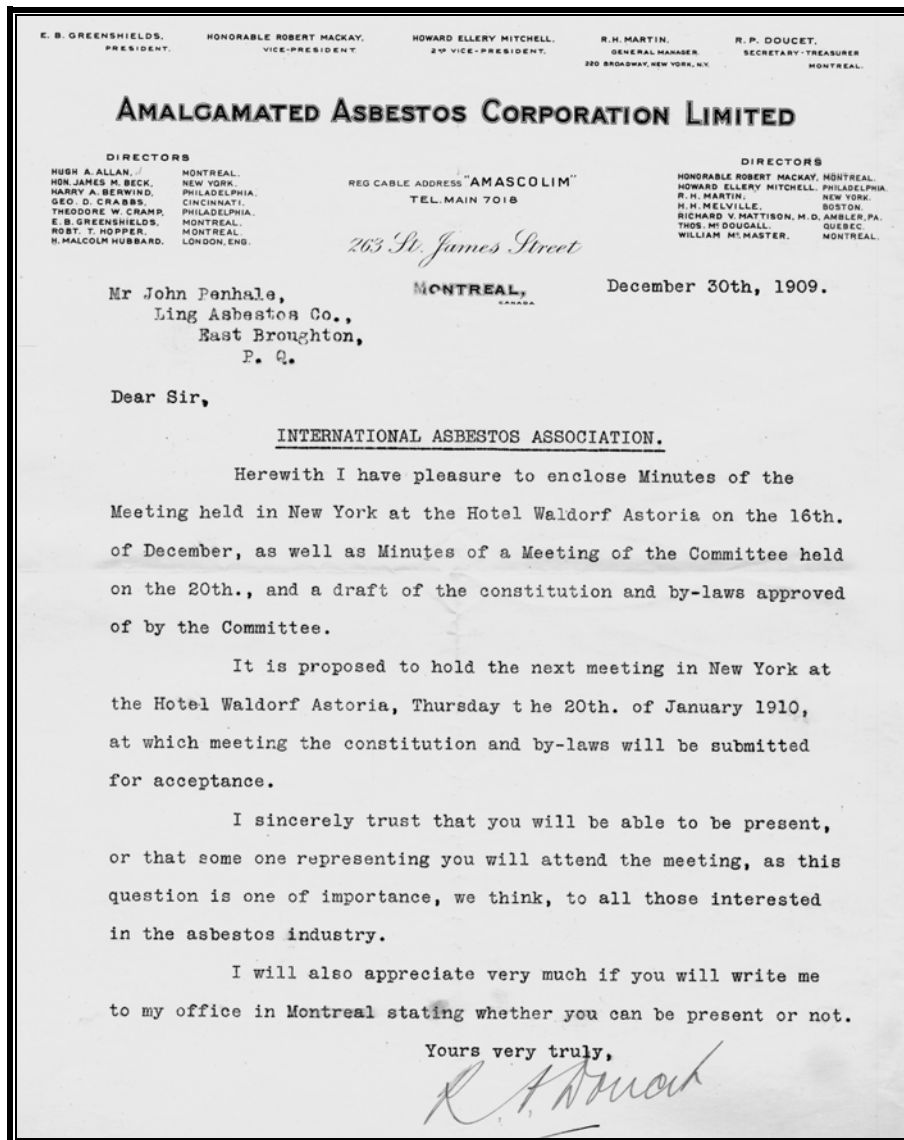 E. B. GREENSHIELDS,
PRESIDENT.
HONORABLE ROBERT MACKAY,
VICE-PRESIDENT
HOWARD ELLERY MITCHELL,
2ND VICE-PRESIDENT.
R.H. MARTIN,
GENERAL MANAGER
220 BROADWAY, NEW YORK, N.Y.
R. P. DOUCET,
SECRETARY-TREASURER
MONTREAL.
AMALGAMATED ASBESTOS CORPORATION LIMITED
DIRECTORS
HUGH A. ALLAN, MONTREAL.
HON. JAMES M. BECK, NEW YORK.
HARRY A. BERWIND, PHILADELPHIA.
GEO. D. CRABBS, CINCINNATI.
THEODORE W. CRAMP, PHILADELPHIA.
E. B. GREENSHIELDS, MONTREAL.
ROBT. T. HOPPER, MONTREAL.
H. MALCOLM HUBBARD, LONDON, ENG.
REG CABLE ADDRESS "AMASCOLIM"
TEL. MAIN 7018
263 St. James Street
DIRECTORS
HONORABLE ROBERT MACKAY, MONTREAL.
HOWARD ELLERY MITCHELL, PHILADELPHIA
R. H. MARTIN, NEW YORK.
H. H. MELVILLE, BOSTON.
RICHARD V. MATTISON, M.D, AMBLER, PA.
THOS. Mc DOUGALL, QUEBEC.
WILLIAM Mc MASTER, MONTREAL.
MONTREAL,
CANADA
December 30th, 1909.
Mr John Penhale,
Ling Asbestos Co.,
East Broughton,
P. Q.
Dear Sir,
INTERNATIONAL ASBESTOS ASSOCIATION.
Herewith I have pleasure to enclose Minutes of the
Meeting held in New York at the Hotel Waldorf Astoria on the 16th.
of December, as well as Minutes of a Meeting of the Committee held
on the 20th., and a draft of the constitution and by-laws approved
of by the Committee.
It is proposed to hold the next meeting in New York at
the Hotel Waldorf Astoria, Thursday t he 20th. of January 1910,
at which meeting the constitution and by-laws will be submitted
for acceptance.
I sincerely trust that you will be able to be present,
or that some one representing you will attend the meeting, as this
question is one of importance, we think, to all those interested
in the asbestos industry.
I will also appreciate very much if you will write me
to my office in Montreal stating whether you can be present or not.
Yours very truly,
R. P. Doucet